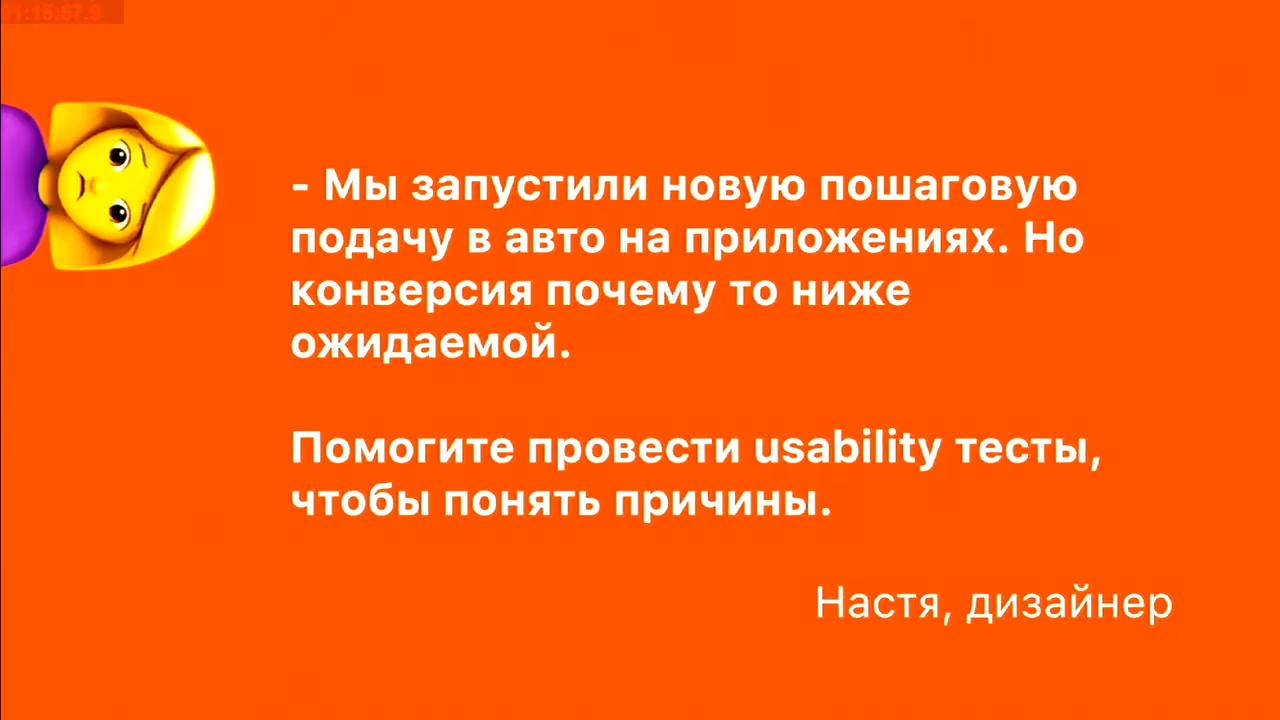 - Мы запустили новую пошаговую
подачу в авто на приложениях. Но
конверсия почему то ниже
ожидаемой.
Помогите провести usability тесты,
чтобы понять причины.
Настя, дизайнер